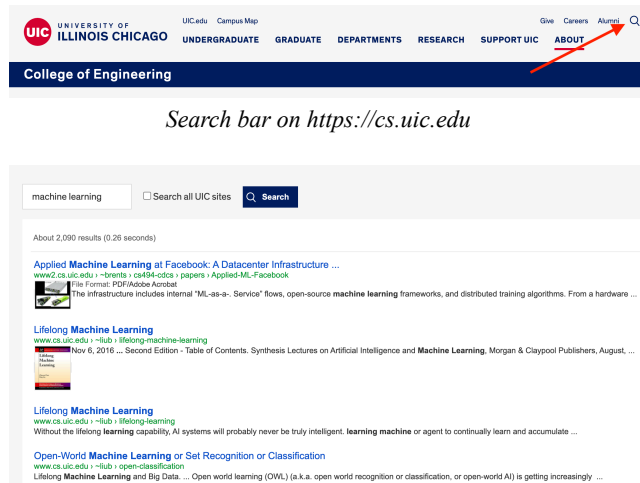 UIC
UNIVERSITY OF
ILLINOIS CHICAGO
UIC.edu Campus Map
Give Careers Alumni
UNDERGRADUATE GRADUATE DEPARTMENTS RESEARCH SUPPORT UIC ABOUT
College of Engineering
Search bar on https://cs.uic.edu
machine learning Search all UIC sites Search
About 2,090 results (0.26 seconds)
Applied Machine Learning at Facebook: A Datacenter Infrastructure ...
www2.cs.uic.edu › ~brents › cs494-cdcs › papers › Applied-ML-Facebook
File Format: PDF/Adobe Acrobat
The infrastructure includes internal "ML-as-a-. Service" flows, open-source machine learning frameworks, and distributed training algorithms. From a hardware ...
Lifelong Machine Learning
www.cs.uic.edu › ~liub › lifelong-machine-learning
Nov 6, 2016 ... Second Edition - Table of Contents. Synthesis Lectures on Artificial Intelligence and Machine Learning, Morgan & Claypool Publishers, August, ...
Lifelong
Machine
Learning
Lifelong Machine Learning
www.cs.uic.edu › ~liub › lifelong-learning
Without the lifelong learning capability, AI systems will probably never be truly intelligent. learning machine or agent to continually learn and accumulate ...
Open-World Machine Learning or Set Recognition or Classification
www.cs.uic.edu › ~liub › open-classification
Lifelong Machine Learning and Big Data. ... Open world learning (OWL) (a.k.a. open world recognition or classification, or open-world AI) is getting increasingly ...